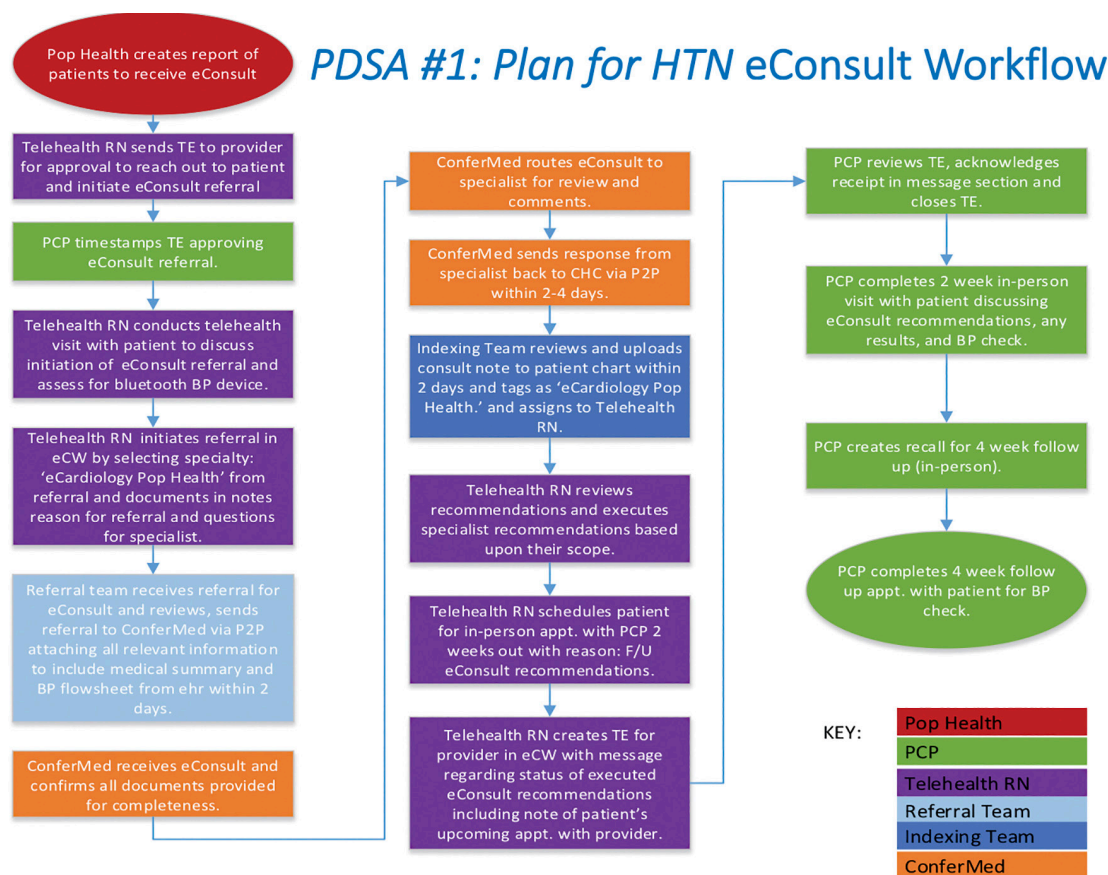 PDSA #1: Plan for HTN eConsult Workflow
Pop Health creates report of
patients to receive eConsult
Telehealth RN sends TE to provider
for approval to reach out to patient
and initiate eConsult referral
PCP timestamps TE approving
eConsult referral.
Telehealth RN conducts telehealth
visit with patient to discuss
initiation of eConsult referral and
assess for bluetooth BP device.
Telehealth RN initiates referral in
eCW by selecting specialty:
‘eCardiology Pop Health’ from
referral and documents in notes
reason for referral and questions
for specialist.
Referral team receives referral for
eConsult and reviews, sends
referral to ConferMed via P2P
attaching all relevant information
to include medical summary and
BP flowsheet from ehr within 2
days.
ConferMed receives eConsult and
confirms all documents provided
for completeness.
ConferMed routes eConsult to
specialist for review and
comments.
ConferMed sends response from
specialist back to CHC via P2P
within 2-4 days.
Indexing Team reviews and uploads
consult note to patient chart within
2 days and tags as ‘eCardiology Pop
Health.’ and assigns to Telehealth
RN.
Telehealth RN reviews
recommendations and executes
specialist recommendations based
upon their scope.
Telehealth RN schedules patient
for in-person appt. with PCP 2
weeks out with reason: F/U
eConsult recommendations.
Telehealth RN creates TE for
provider in eCW with message
regarding status of executed
eConsult recommendations
including note of patient’s
upcoming appt. with provider.
PCP reviews TE, acknowledges
receipt in message section and
closes TE.
PCP completes 2 week in-person
visit with patient discussing
eConsult recommendations, any
results, and BP check.
PCP creates recall for 4 week follow
up (in-person).
PCP completes 4 week follow
up appt. with patient for BP
check.
KEY:
Pop Health
PCP
Telehealth RN
Referral Team
Indexing Team
ConferMed